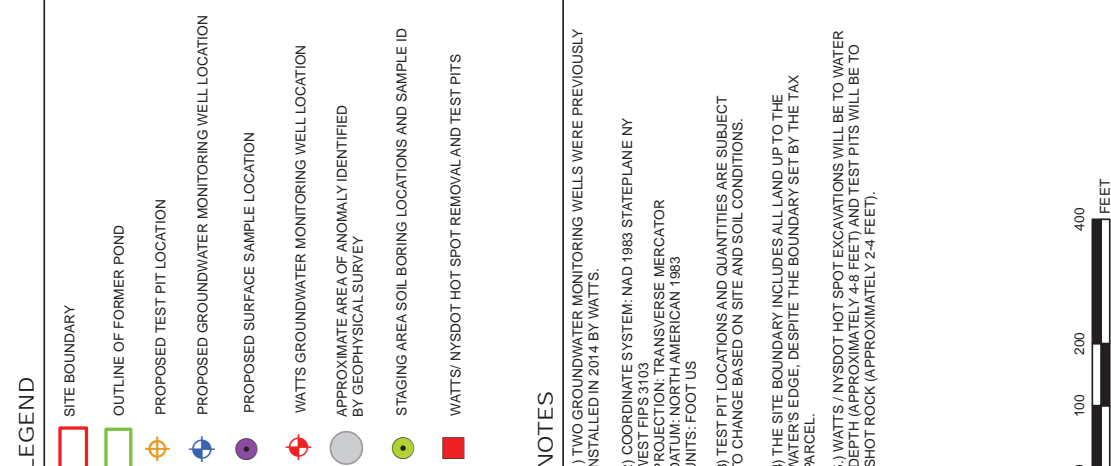 EGEND
SITE BOUNDARY
OUTLINE OF FORMER POND
PROPOSED TEST PIT LOCATION
PROPOSED GROUNDWATER MONITORING WELL LOCATION
PROPOSED SURFACE SAMPLE LOCATION
WATTS GROUNDWATER MONITORING WELL LOCATION
APPROXIMATE AREA OF ANOMALY IDENTIFIED
BY GEOPHYSICAL SURVEY
STAGING AREA SOIL BORING LOCATIONS AND SAMPLE ID
WATTS/ NYSDOT HOT SPOT REMOVAL AND TEST PITS
NOTES
) TWO GROUNDWATER MONITORING WELLS WERE PREVIOUSLY
NSTALLED IN 2014 BY WATTS.
) COORDINATE SYSTEM: NAD 1983 STATEPLANE NY
VEST FIPS 3103
PROJECTION: TRANSVERSE MERCATOR
DATUM: NORTH AMERICAN 1983
UNITS: FOOT US
) TEST PIT LOCATIONS AND QUANTITIES ARE SUBJECT
TO CHANGE BASED ON SITE AND SOIL CONDITIONS.
) THE SITE BOUNDARY INCLUDES ALL LAND UP TO THE
WATER'S EDGE, DESPITE THE BOUNDARY SET BY THE TAX
PARCEL.
.) WATTS / NYSDOT HOT SPOT EXCAVATIONS WILL BE TO WATER
DEPTH (APPROXIMATELY 4-8 FEET) AND TEST PITS WILL BE TO
SHOT ROCK (APPROXIMATELY 2-4 FEET).
100 200 400
FEET